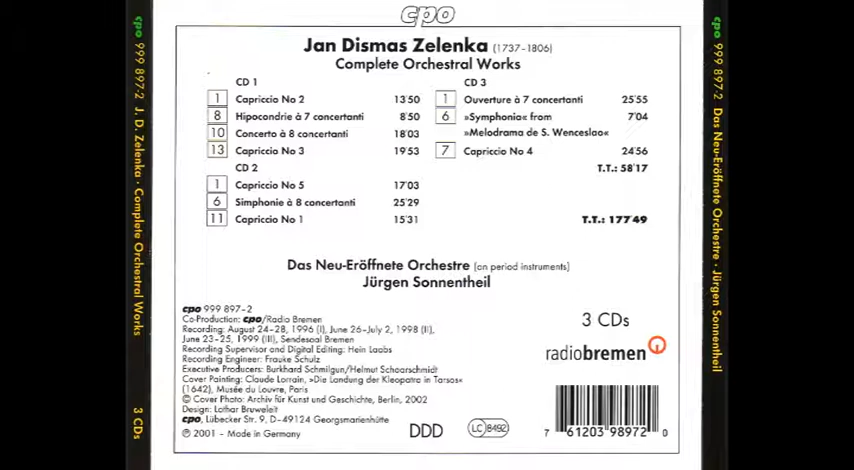 cpo
Jan Dismas Zelenka (1737-1806)
Complete Orchestral Works
CD 1
1 Capriccio No 2 13'50
8 Hipocondrie à 7 concertanti 8'50
10 Concerto à 8 concertanti 18'03
13 Capriccio No 3 19'53
CD 2
1 Capriccio No 5 17'03
6 Simphonie à 8 concertanti 25'29
11 Capriccio No 1 15'31
CD 3
1 Ouverture à 7 concertanti 25'55
6 »Symphonia« from 7'04
»Melodrama de S. Wenceslao«
7 Capriccio No 4 24'56
T.T.: 58'17
T.T.: 177'49
Das Neu-Eröffnete Orchestre (on period instruments)
Jürgen Sonnentheil
cpo 999 897-2
Co-Production: cpo/Radio Bremen
Recording: August 24-28, 1996 (I), June 26-July 2, 1998 (II),
June 23-25, 1999 (III), Sendesaal Bremen
Recording Supervisor and Digital Editing: Hein Laabs
Recording Engineer: Frauke Schulz
Executive Producers: Burkhard Schmilgun/Helmut Schaarschmidt
Cover Painting: Claude Lorrain, »Die Landung der Kleopatra in Tarsos«
(1642), Musée du Louvre, Paris
© Cover Photo: Archiv für Kunst und Geschichte, Berlin, 2002
Design: Lothar Bruweleit
cpo, Lübecker Str. 9, D-49124 Georgsmarienhütte
℗ 2001 - Made in Germany
DDD
LC 8492
3 CDs
radiobremen
7 61203 98972 0
cpo 999 897-2 J. D. Zelenka · Complete Orchestral Works 3 CDs
cpo 999 897-2 Das Neu-Eröffnete Orchestre · Jürgen Sonnentheil